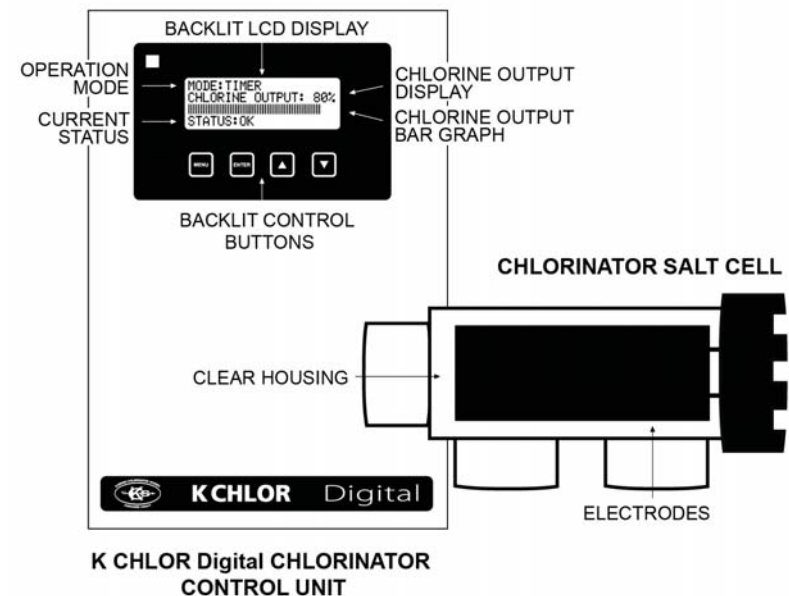 BACKLIT LCD DISPLAY
OPERATION
MODE
CURRENT
STATUS
MODE:TIMER
CHLORINE OUTPUT: 80%
STATUS:OK
CHLORINE OUTPUT
DISPLAY
CHLORINE OUTPUT
BAR GRAPH
MENU
ENTER
BACKLIT CONTROL
BUTTONS
CHLORINATOR SALT CELL
CLEAR HOUSING
ELECTRODES
K CHLOR Digital
K CHLOR Digital CHLORINATOR
CONTROL UNIT